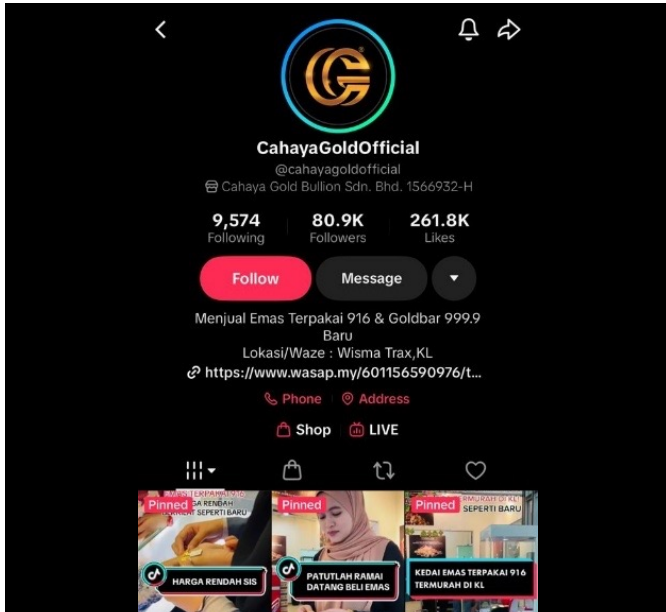 CahayaGoldOfficial
@cahayagoldofficial
Cahaya Gold Bullion Sdn. Bhd. 1566932-H
9,574 80.9K 261.8K
Following Followers Likes
Follow Message
Menjual Emas Terpakai 916 & Goldbar 999.9
Baru
Lokasi/Waze : Wisma Trax,KL
https://www.wasap.my/601156590976/t...
Phone Address
Shop LIVE
Pinned
EMAS TERPAKAI 916
SEPERTI BARU
HARGA RENDAH SIS
Pinned
PATUTLAH RAMAI
DATANG BELI EMAS
Pinned
SEPERTI BARU
KEDAI EMAS TERPAKAI 916
TERMURAH DI KL